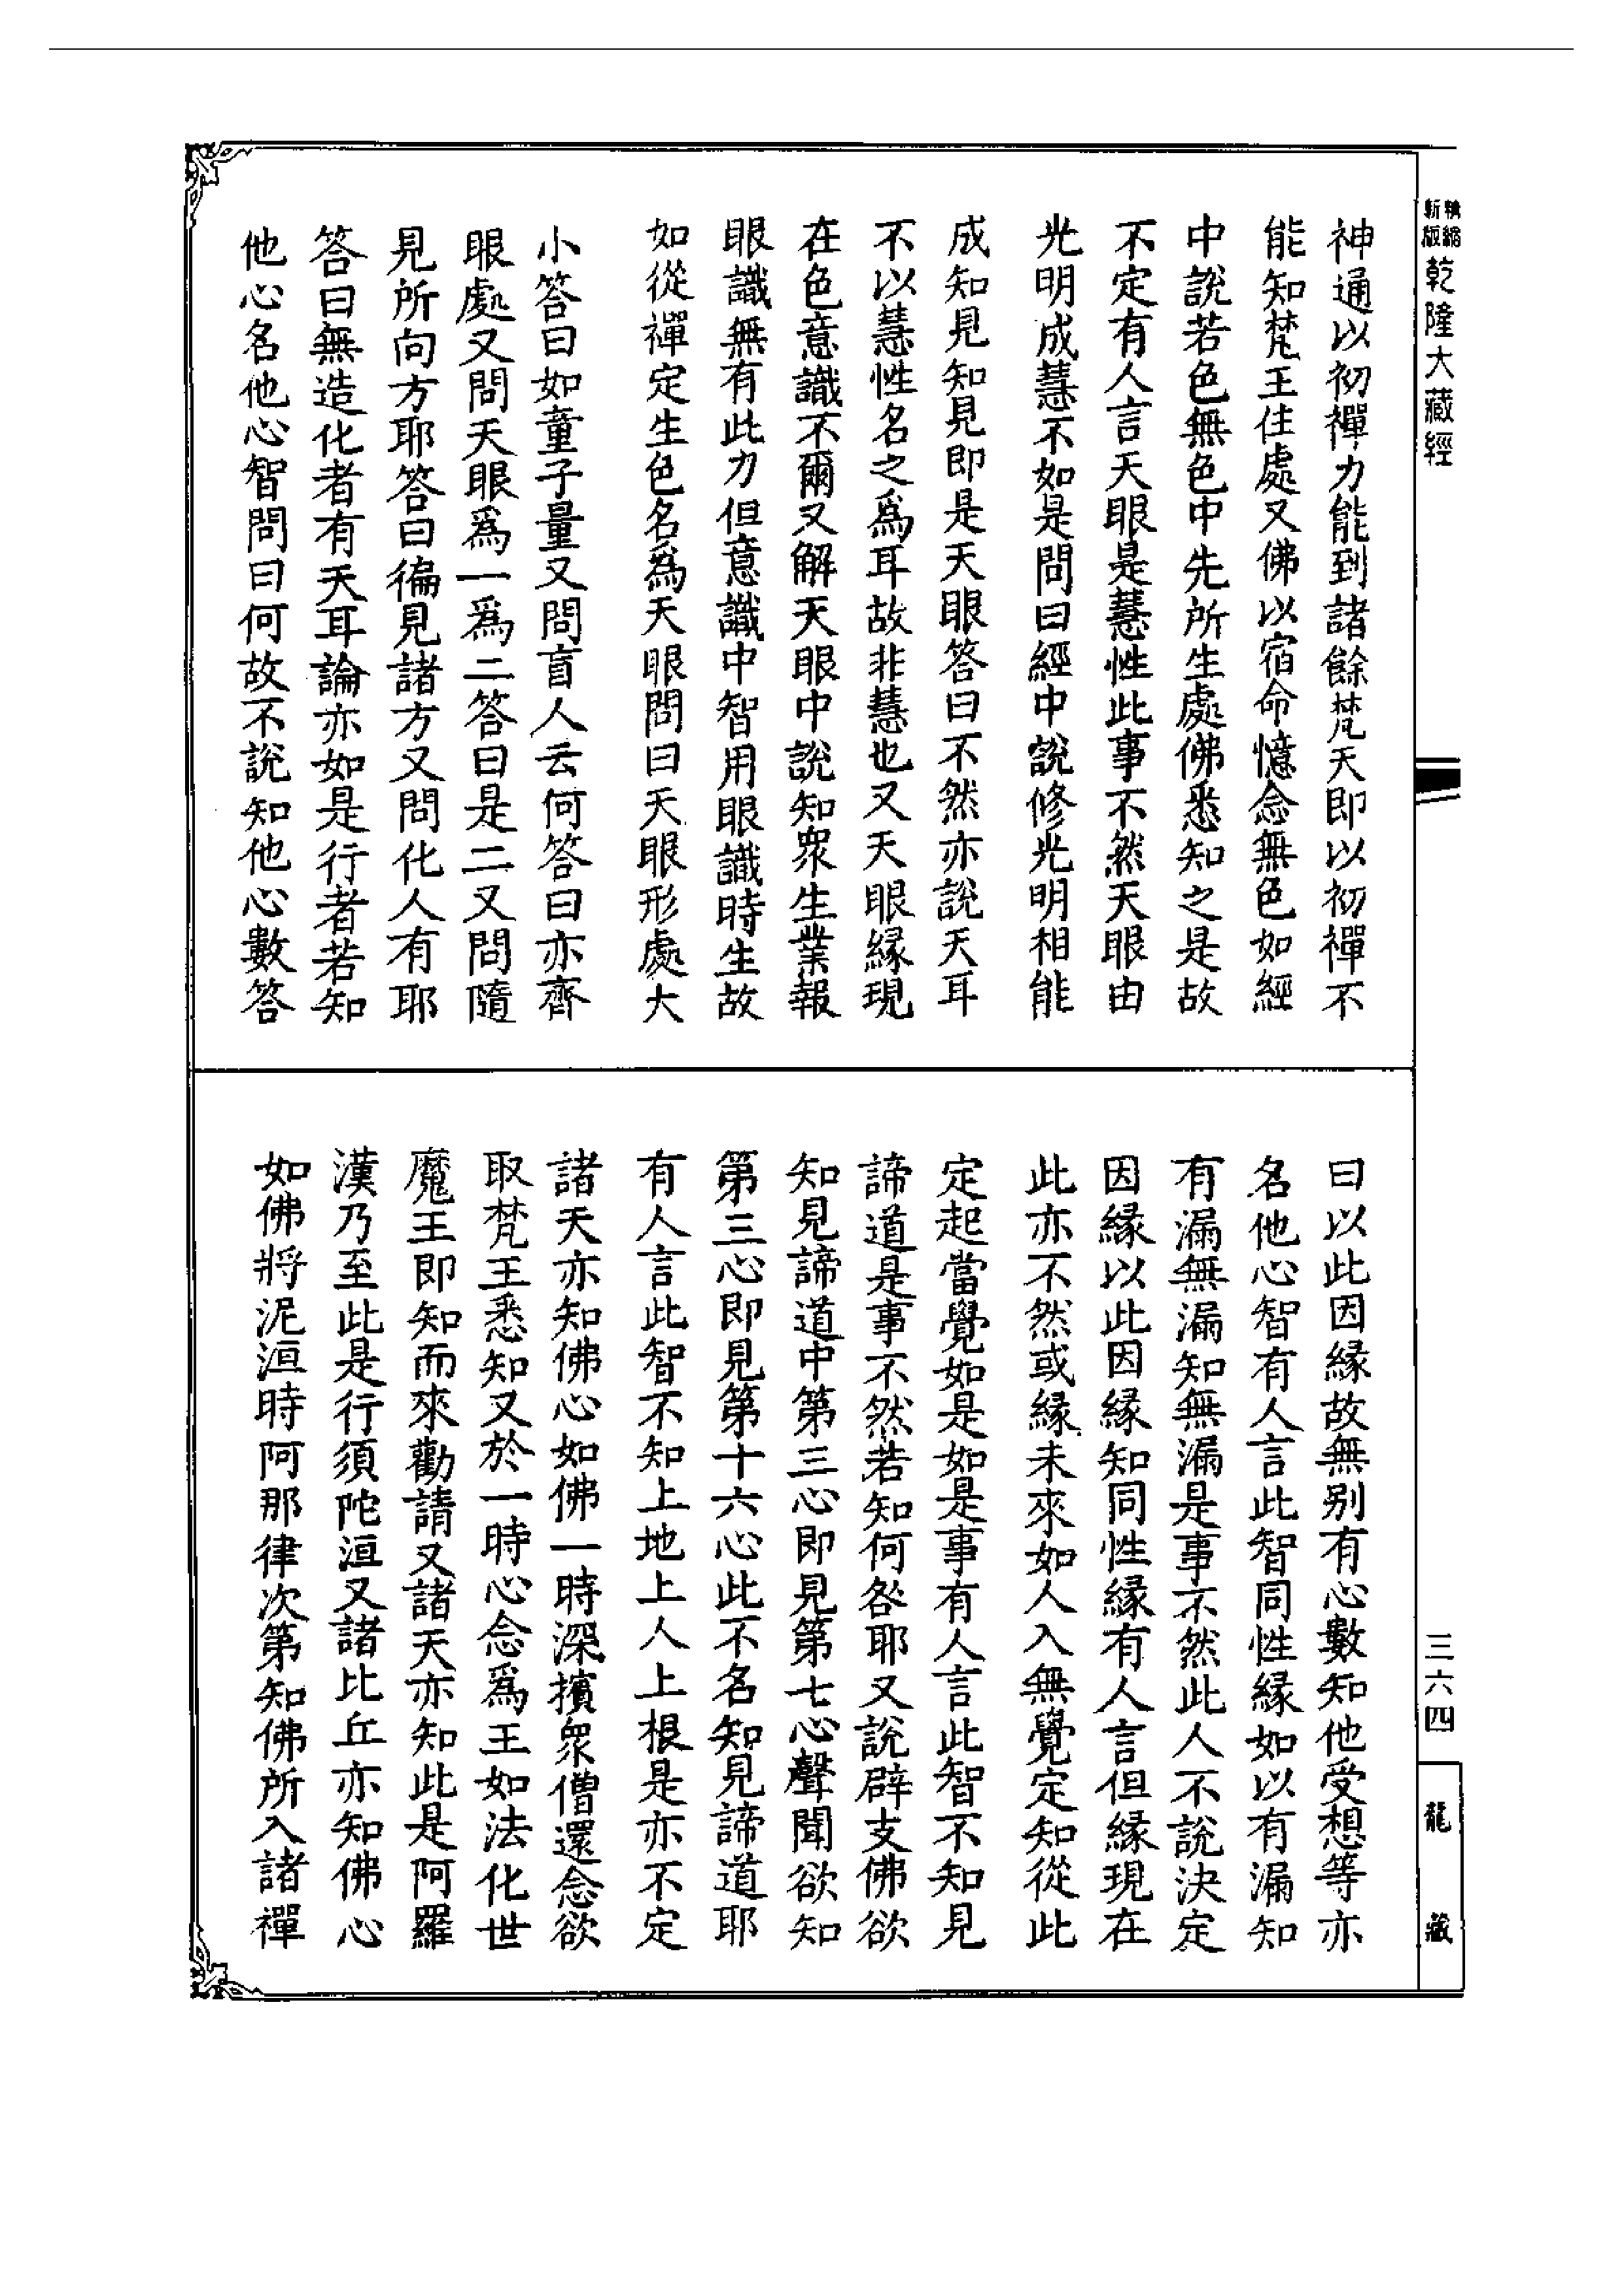 精縮
新版
乾隆大藏經
神通以初禪力能到諸餘梵天即以初禪不
能知梵王住處又佛以宿命憶念無色如經
中說若色無色中先所生處佛悉知之是故
不定有人言天眼是慧性此事不然天眼由
光明成慧不如是問曰經中說修光明相能
成知見知見即是天眼答曰不然亦說天耳
不以慧性名之為耳故非慧也又天眼緣現
在色意識不爾又解天眼中說知眾生業報
眼識無有此力但意識中智用眼識時生故
如從禪定生色名為天眼問曰天眼形處大
小答曰如童子量又問盲人云何答曰亦齊
眼處又問天眼為一為二答曰是二又問隨
見所向方耶答曰徧見諸方又問化人有耶
答曰無造化者有天耳論亦如是行者若知
他心名他心智問曰何故不說知他心數答
曰以此因緣故無別有心數知他受想等亦
名他心智有人言此智同性緣如以有漏知
有漏無漏知無漏是事不然此人不說決定
因緣以此因緣知同性緣有人言但緣現在
此亦不然或緣未來如人入無覺定知從此
定起當覺如是如是事有人言此智不知見
諦道是事不然若知何咎耶又說辟支佛欲
知見諦道中第三心即見第七心聲聞欲知
第三心即見第十六心此不名知見諦道耶
有人言此智不知上地上人上根是亦不定
諸天亦知佛心如佛一時深擯眾僧還念欲
取梵王悉知又於一時心念為王如法化世
魔王即知而來勸請又諸天亦知此是阿羅
漢乃至此是行須陀洹又諸比丘亦知佛心
如佛將泥洹時阿那律次第知佛所入諸禪
三六四
龍藏